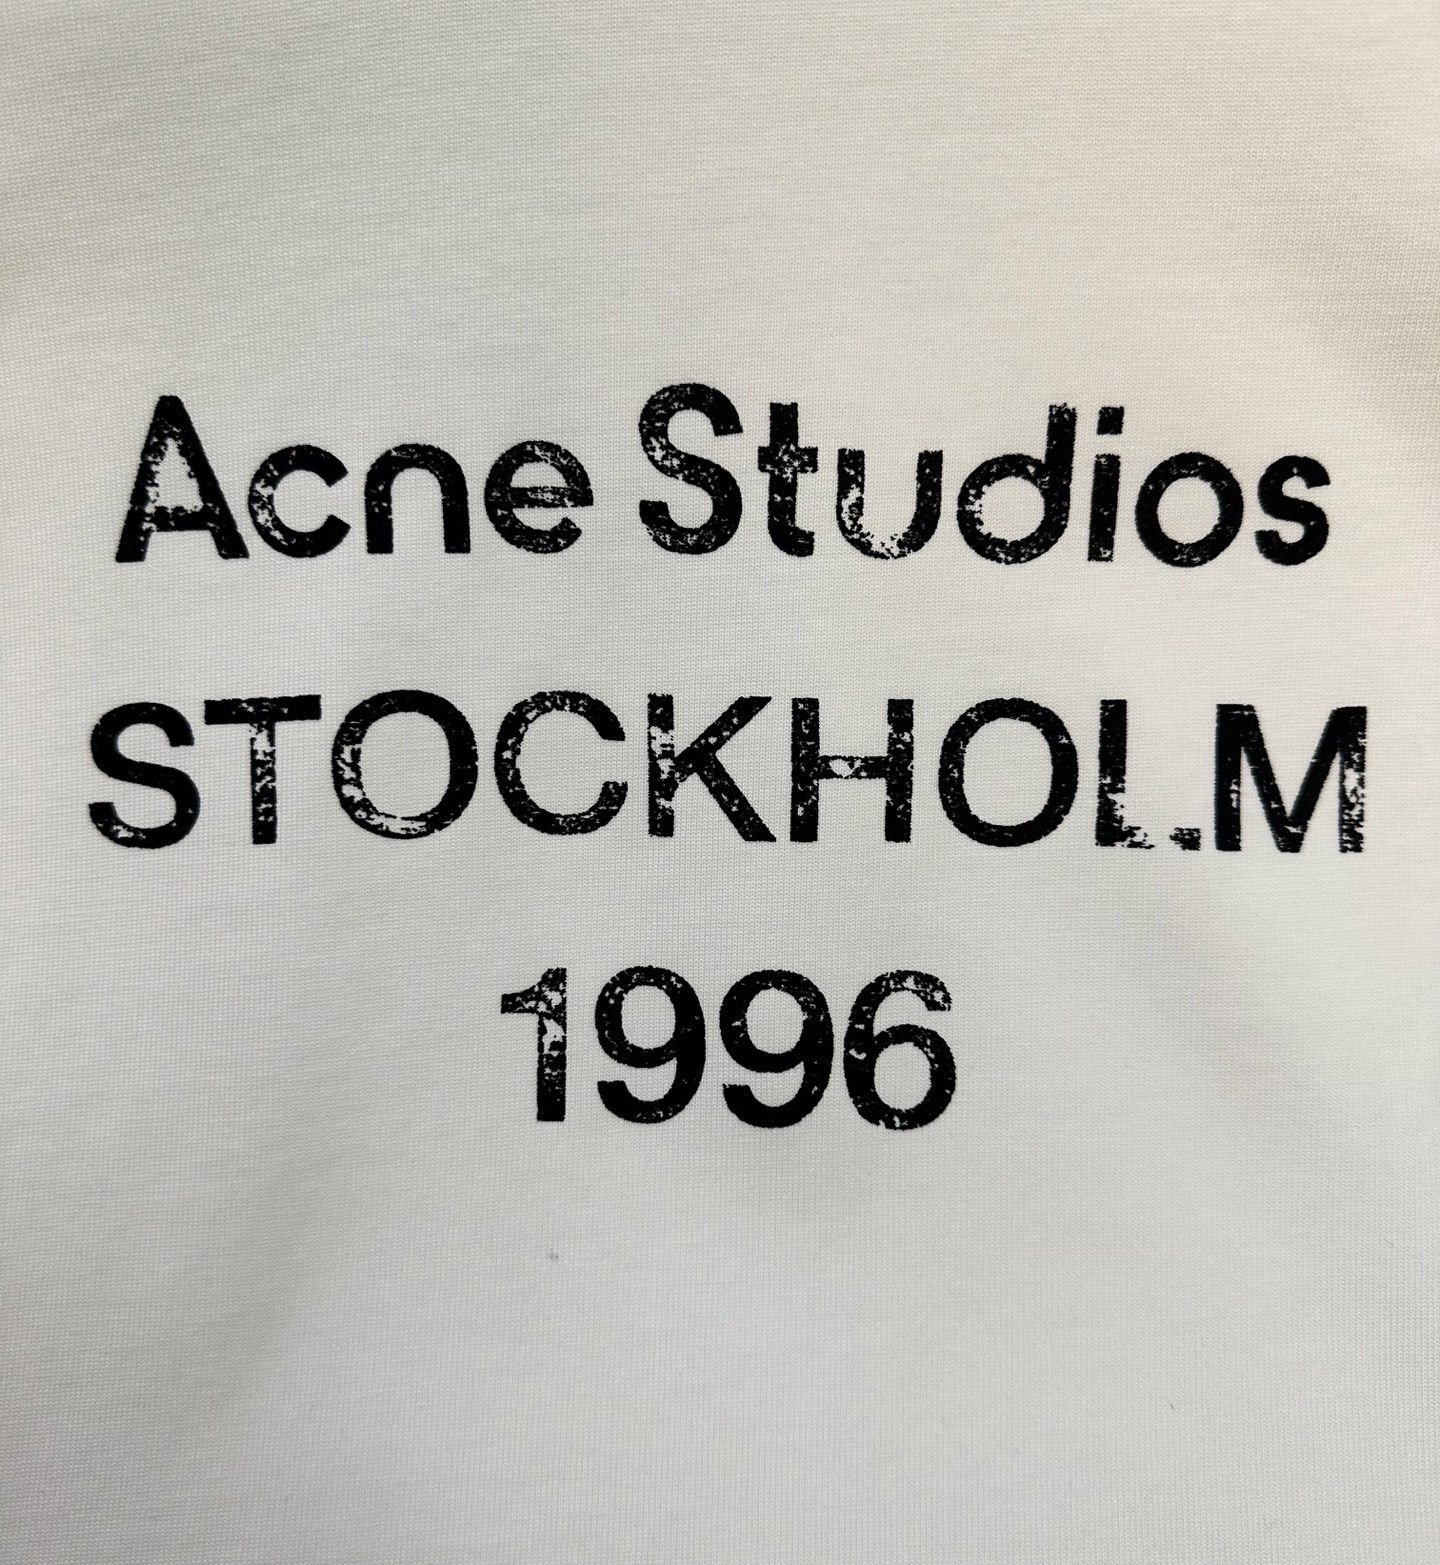 Acne Studios
STOCKHOLM
1996